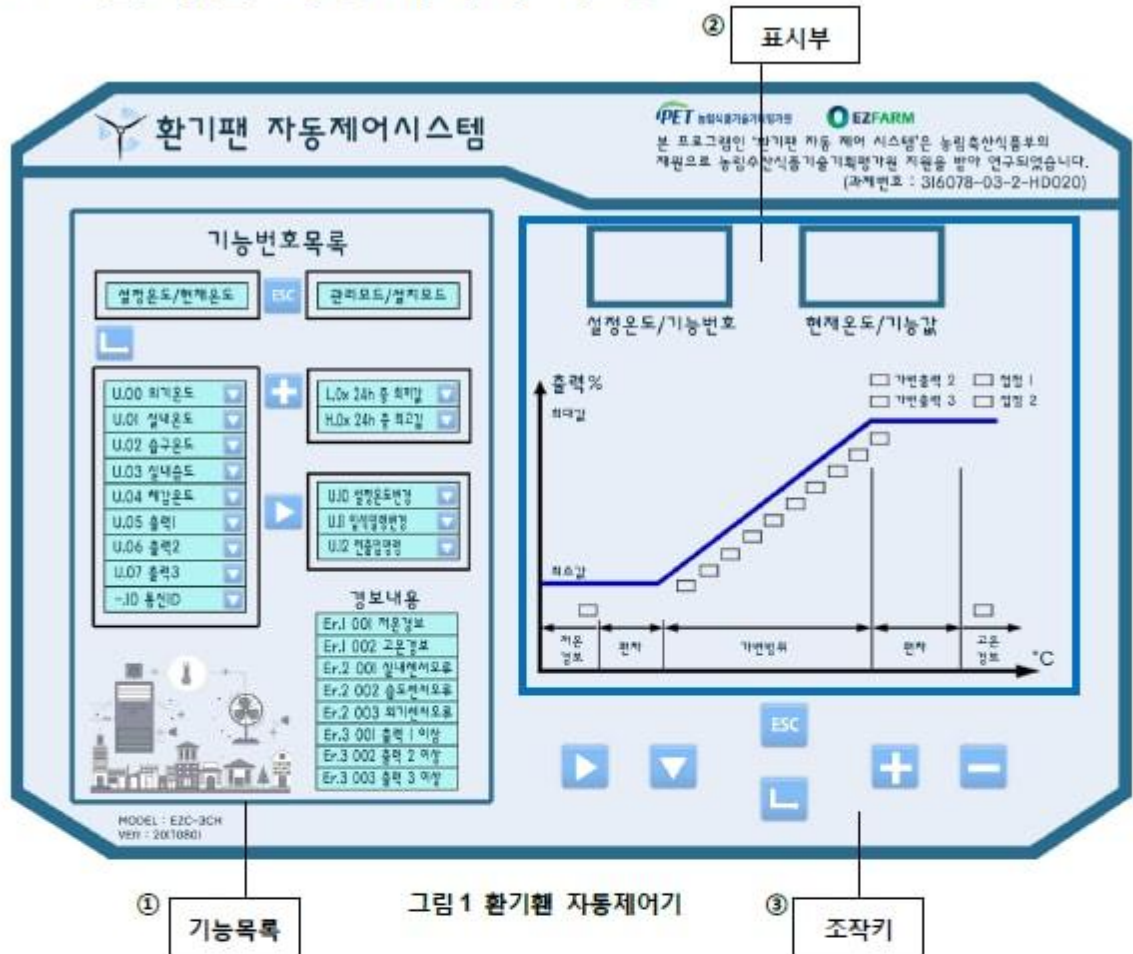 ②
표시부
환기팬 자동제어시스템
iPET 농림식품기술기획평가원 EZFARM
본 프로그램인 "환기팬 자동 제어 시스템"은 농림축산식품부의
재원으로 농림수산식품기술기획평가원 지원을 받아 연구되었습니다.
(과제번호 : 316078-03-2-HD020)
기능번호목록
설정온도/현재온도 ESC 관리모드/설치모드
U.00 외기온도
U.01 실내온도
U.02 습구온도
U.03 실내습도
U.04 체감온도
U.05 출력1
U.06 출력2
U.07 출력3
-.10 통신ID
L.0x 24h 중 최저값
H.0x 24h 중 최고값
U.10 설정온도변경
U.11 입식일령변경
U.12 전출입명령
경보내용
Er.1 001 저온경보
Er.1 002 고온경보
Er.2 001 실내센서오류
Er.2 002 습도센서오류
Er.2 003 외기센서오류
Er.3 001 출력 1 이상
Er.3 002 출력 2 이상
Er.3 003 출력 3 이상
MODEL : EZC-3CH
설정온도/기능번호 현재온도/기능값
출력%
최대값
가변출력 2 접점 1
가변출력 3 접점 2
최소값
저온 경보 편차 가변범위 편차 고온 경보 °C
ESC
① 기능목록
그림1 환기홴 자동제어기
③ 조작키